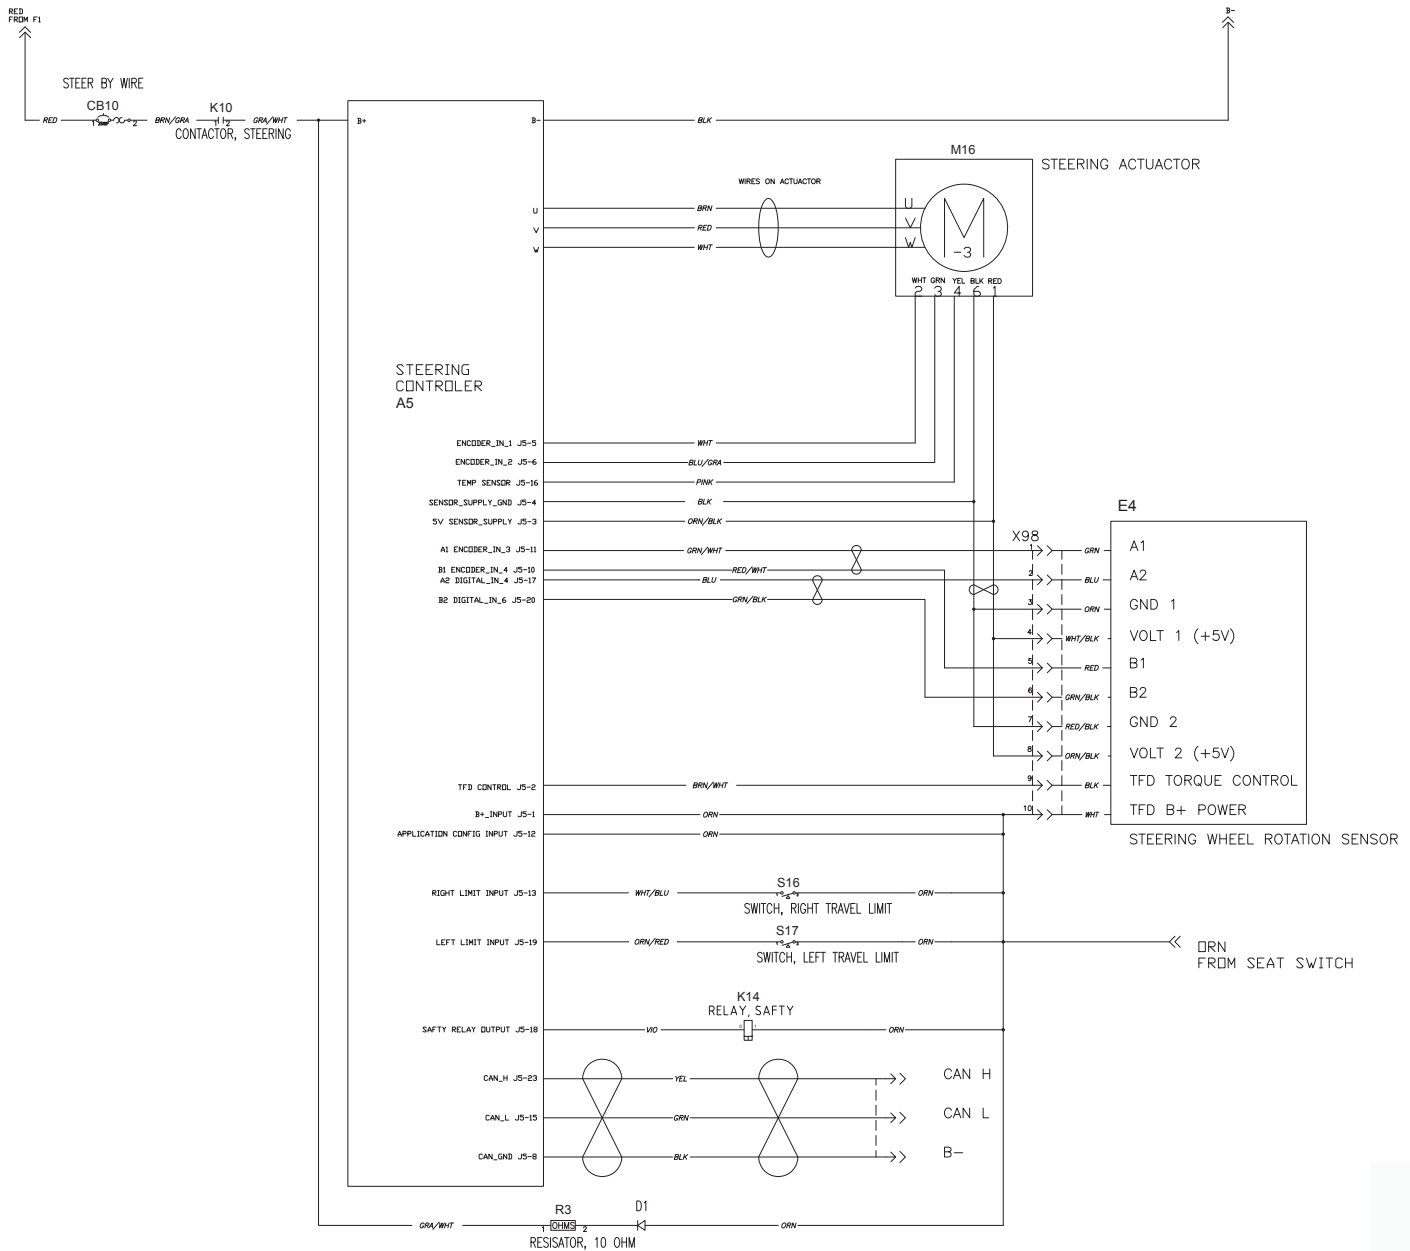 RED
FROM F1
B-
STEER BY WIRE
CB10
K10
RED
1
2
BRN/GRA
1
2
GRA/WHT
CONTACTOR, STEERING
B+
B-
BLK
M16
STEERING ACTUACTOR
WIRES ON ACTUACTOR
U
BRN
U
V
RED
V
W
WHT
W
M
-3
WHT GRN YEL BLK RED
2 3 4 6 1
STEERING
CONTROLER
A5
ENCODER_IN_1 J5-5
WHT
ENCODER_IN_2 J5-6
BLU/GRA
TEMP SENSOR J5-16
PINK
SENSOR_SUPPLY_GND J5-4
BLK
5V SENSOR_SUPPLY J5-3
ORN/BLK
E4
X98
A1 ENCODER_IN_3 J5-11
GRN/WHT
1
GRN
A1
B1 ENCODER_IN_4 J5-10
RED/WHT
A2 DIGITAL_IN_4 J5-17
BLU
2
BLU
A2
B2 DIGITAL_IN_6 J5-20
GRN/BLK
3
ORN
GND 1
4
WHT/BLK
VOLT 1 (+5V)
5
RED
B1
6
GRN/BLK
B2
7
RED/BLK
GND 2
8
ORN/BLK
VOLT 2 (+5V)
TFD CONTROL J5-2
BRN/WHT
9
BLK
TFD TORQUE CONTROL
B+_INPUT J5-1
ORN
10
WHT
TFD B+ POWER
APPLICATION CONFIG INPUT J5-12
ORN
STEERING WHEEL ROTATION SENSOR
RIGHT LIMIT INPUT J5-13
WHT/BLU
S16
ORN
SWITCH, RIGHT TRAVEL LIMIT
LEFT LIMIT INPUT J5-19
ORN/RED
S17
ORN
SWITCH, LEFT TRAVEL LIMIT
ORN
FROM SEAT SWITCH
K14
RELAY, SAFTY
SAFTY RELAY OUTPUT J5-18
VIO
ORN
CAN_H J5-23
YEL
CAN H
CAN_L J5-15
GRN
CAN L
CAN_GND J5-8
BLK
B-
GRA/WHT
R3
1
OHMS
2
D1
ORN
RESISATOR, 10 OHM